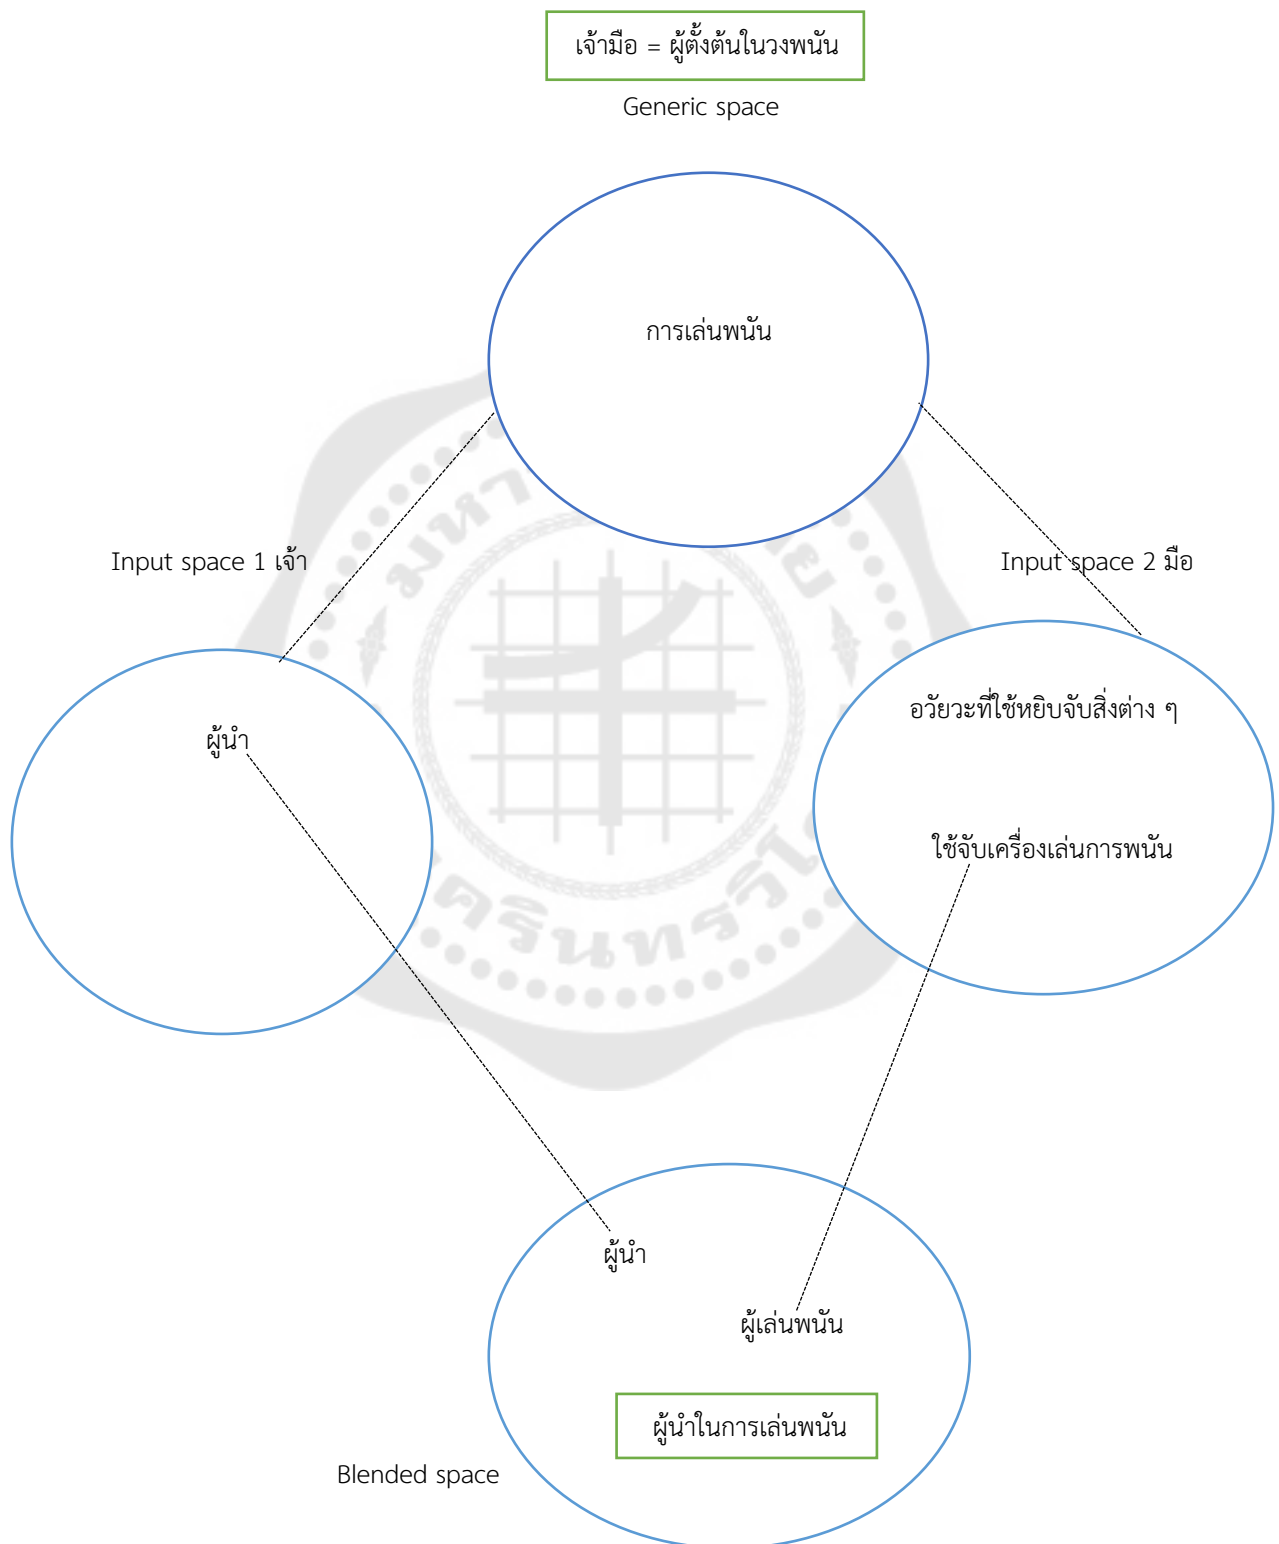 เจ้ามือ = ผู้ตั้งต้นในวงพนัน
Generic space
การเล่นพนัน
Input space 1 เจ้า
Input space 2 มือ
ผู้นำ
อวัยวะที่ใช้หยิบจับสิ่งต่าง ๆ
ใช้จับเครื่องเล่นการพนัน
ผู้นำ
ผู้เล่นพนัน
ผู้นำในการเล่นพนัน
Blended space